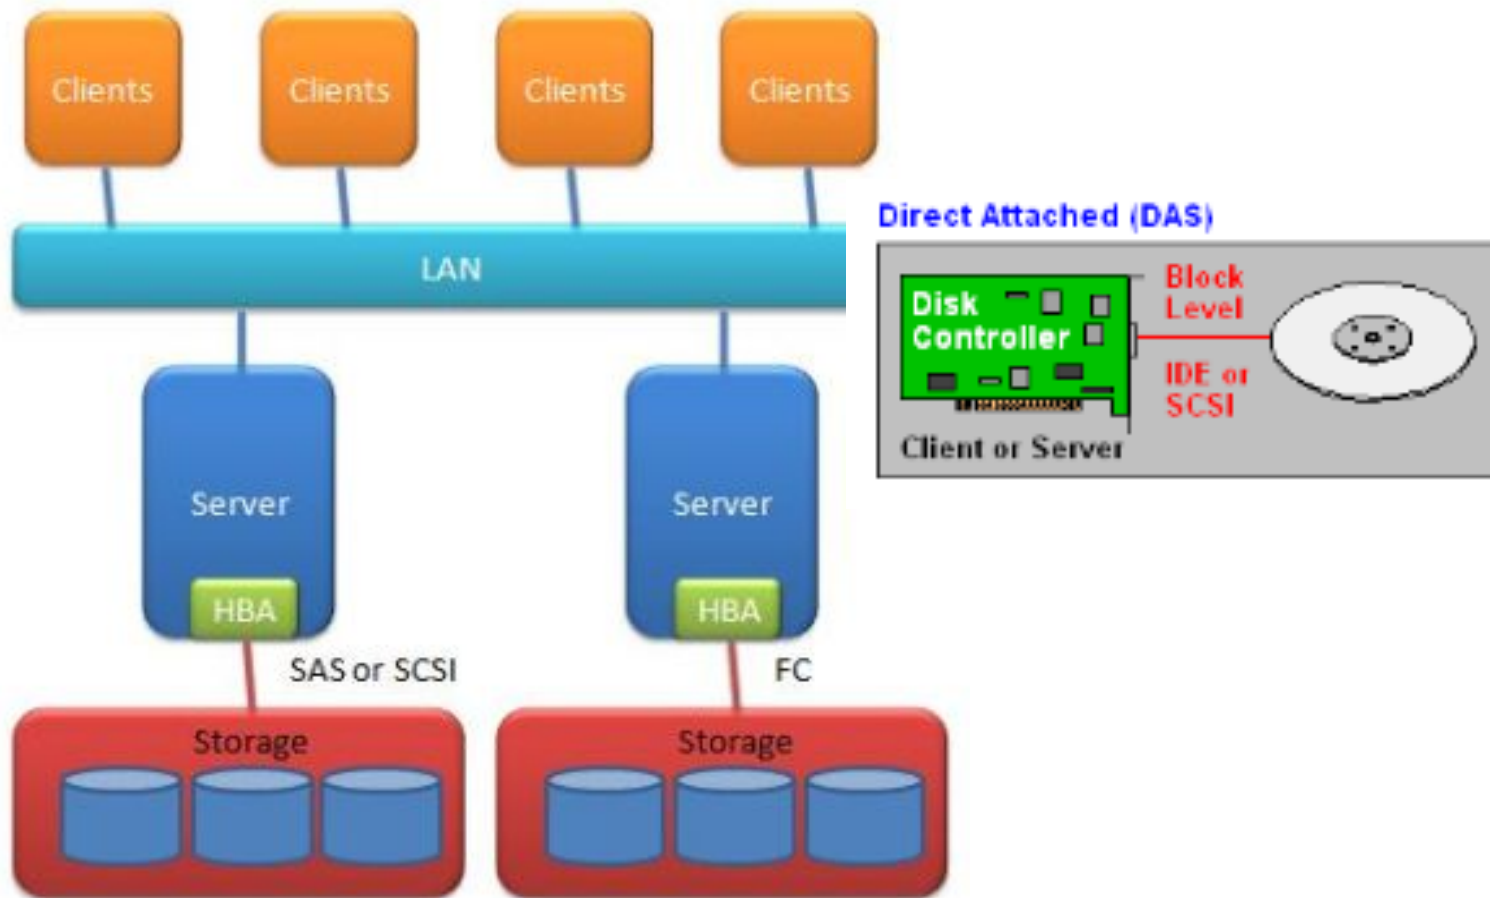 Clients
Clients
Clients
Clients
LAN
Server
Server
HBA
HBA
SAS or SCSI
FC
Storage
Storage
Direct Attached (DAS)
Disk
Controller
Block
Level
IDE or
SCSI
Client or Server